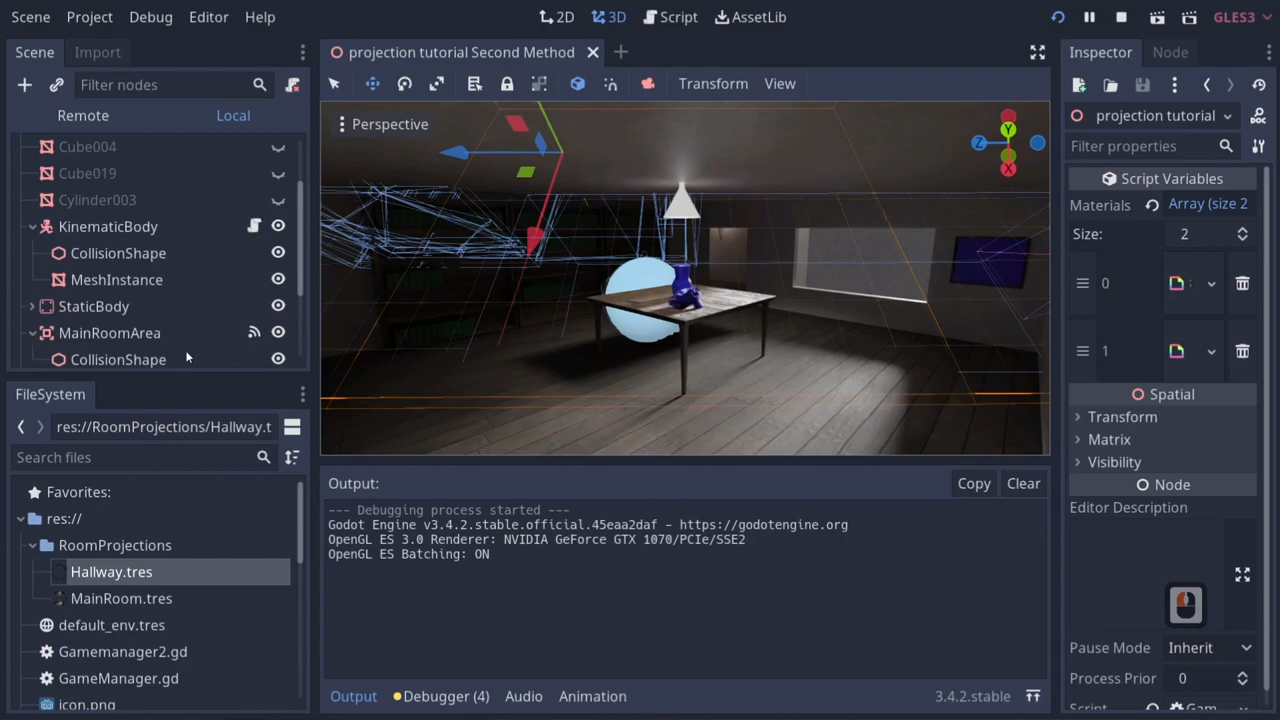 Scene Project Debug Editor Help
2D 3D Script AssetLib
GLES3
Scene Import
Filter nodes
Remote Local
Cube004
Cube019
Cylinder003
KinematicBody
CollisionShape
MeshInstance
StaticBody
MainRoomArea
CollisionShape
FileSystem
res://RoomProjections/Hallway.t
Search files
Favorites:
res://
RoomProjections
Hallway.tres
MainRoom.tres
default_env.tres
Gamemanager2.gd
GameManager.gd
icon.png
projection tutorial Second Method
Transform View
Perspective
Y
Z
X
Output:
Copy Clear
--- Debugging process started ---
Godot Engine v3.4.2.stable.official.45eaa2daf - https://godotengine.org
OpenGL ES 3.0 Renderer: NVIDIA GeForce GTX 1070/PCIe/SSE2
OpenGL ES Batching: ON
Output Debugger (4) Audio Animation 3.4.2.stable
Inspector Node
projection tutorial
Filter properties
Script Variables
Materials Array (size 2
Size: 2
0
1
Spatial
Transform
Matrix
Visibility
Node
Editor Description
Pause Mode Inherit
Process Prior 0
Script Gam